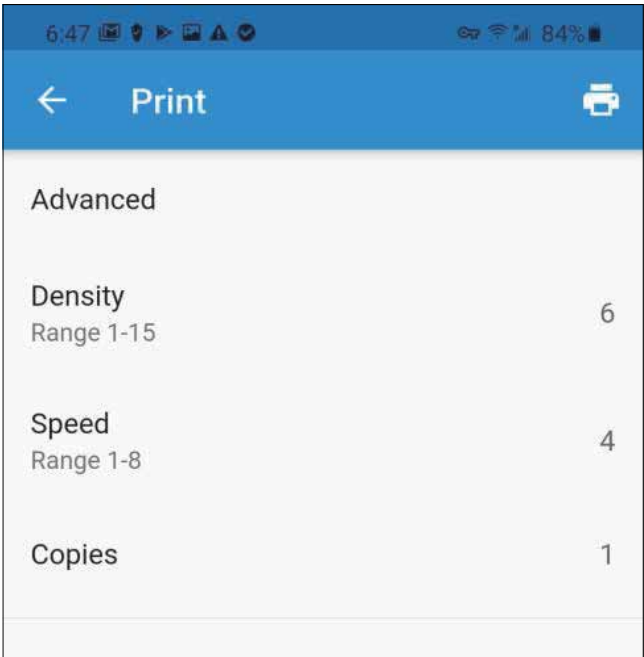 6:47 84%
Print
Advanced
Density
Range 1-15
6
Speed
Range 1-8
4
Copies
1